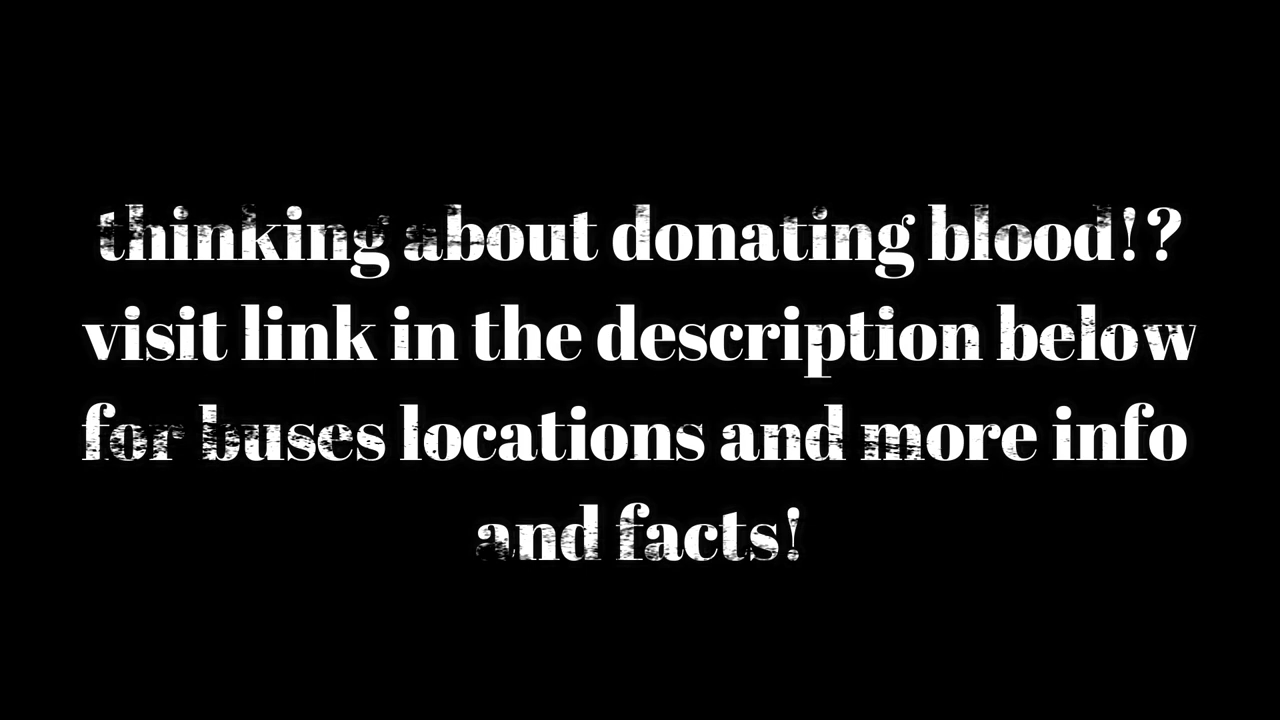 thinking about donating blood!?
visit link in the description below
for buses locations and more info
and facts!